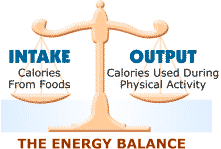 INTAKE
Calories
From Foods
OUTPUT
Calories Used During
Physical Activity
THE ENERGY BALANCE